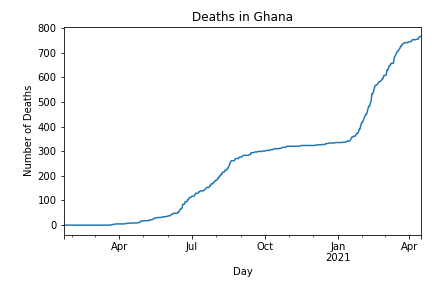 Deaths in Ghana
800
700
600
500
400
300
200
100
0
Number of Deaths
Apr
Jul
Oct
Jan
2021
Apr
Day